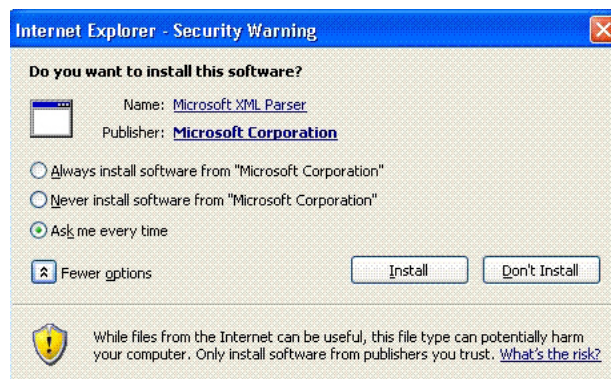 Internet Explorer - Security Warning
Do you want to install this software?
Name: Microsoft XML Parser
Publisher: Microsoft Corporation
Always install software from "Microsoft Corporation"
Never install software from "Microsoft Corporation"
Ask me every time
Fewer options
Install
Don't Install
While files from the Internet can be useful, this file type can potentially harm
your computer. Only install software from publishers you trust. What's the risk?